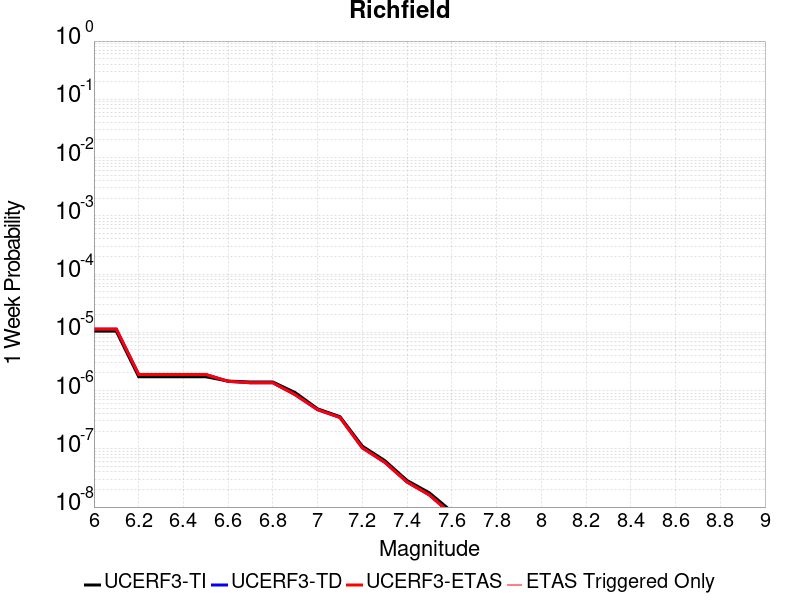 Richfield
10^0
10^-1
10^-2
10^-3
10^-4
10^-5
10^-6
10^-7
10^-8
1 Week Probability
6 6.2 6.4 6.6 6.8 7 7.2 7.4 7.6 7.8 8 8.2 8.4 8.6 8.8 9
Magnitude
UCERF3-TI UCERF3-TD UCERF3-ETAS ETAS Triggered Only